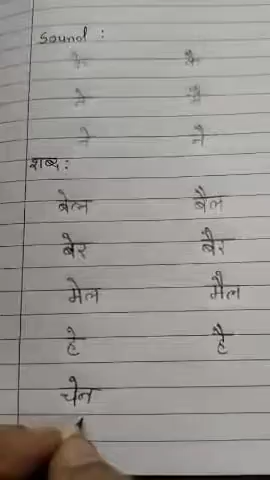 Sound :
के कै
मे मै
ने नै
शब्द :
बेल बैल
बेर बैर
मेल मैल
हे है
चेन